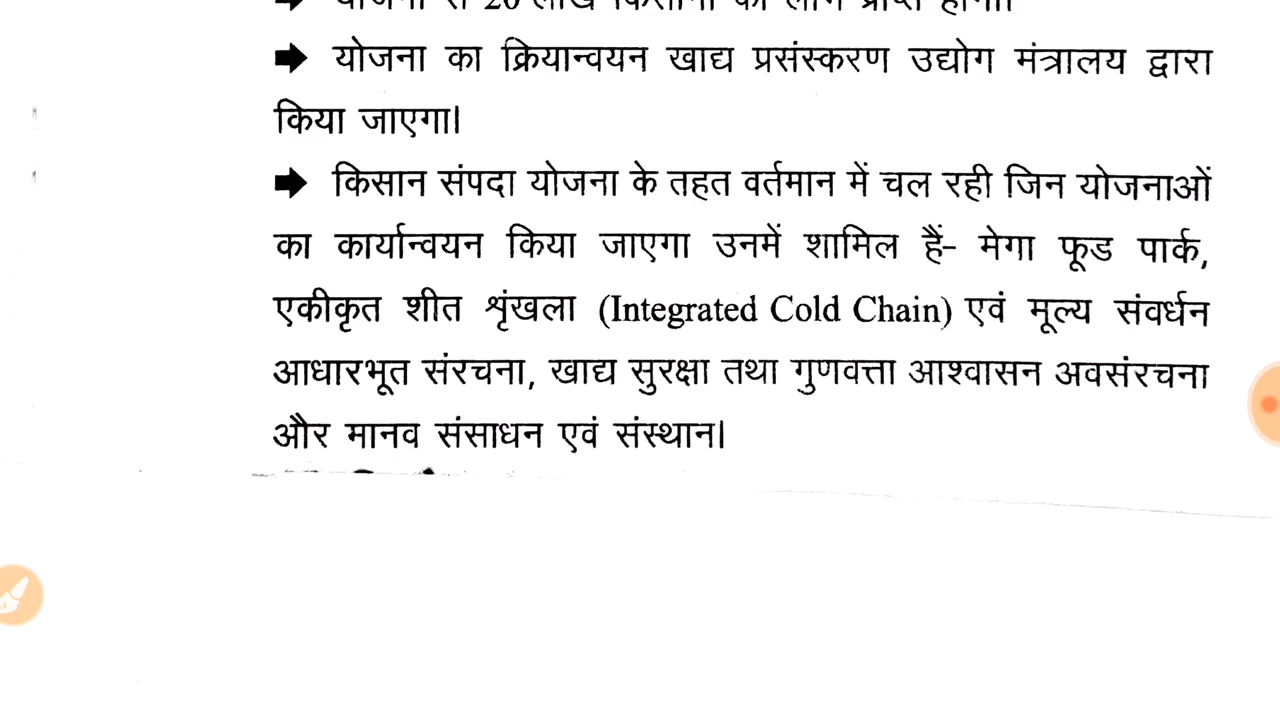 ➡ योजना से 20 लाख किसानों को लाभ प्राप्त होगा।
➡ योजना का क्रियान्वयन खाद्य प्रसंस्करण उद्योग मंत्रालय द्वारा
किया जाएगा।
➡ किसान संपदा योजना के तहत वर्तमान में चल रही जिन योजनाओं
का कार्यान्वयन किया जाएगा उनमें शामिल हैं- मेगा फूड पार्क,
एकीकृत शीत श्रृंखला (Integrated Cold Chain) एवं मूल्य संवर्धन
आधारभूत संरचना, खाद्य सुरक्षा तथा गुणवत्ता आश्वासन अवसंरचना
और मानव संसाधन एवं संस्थान।